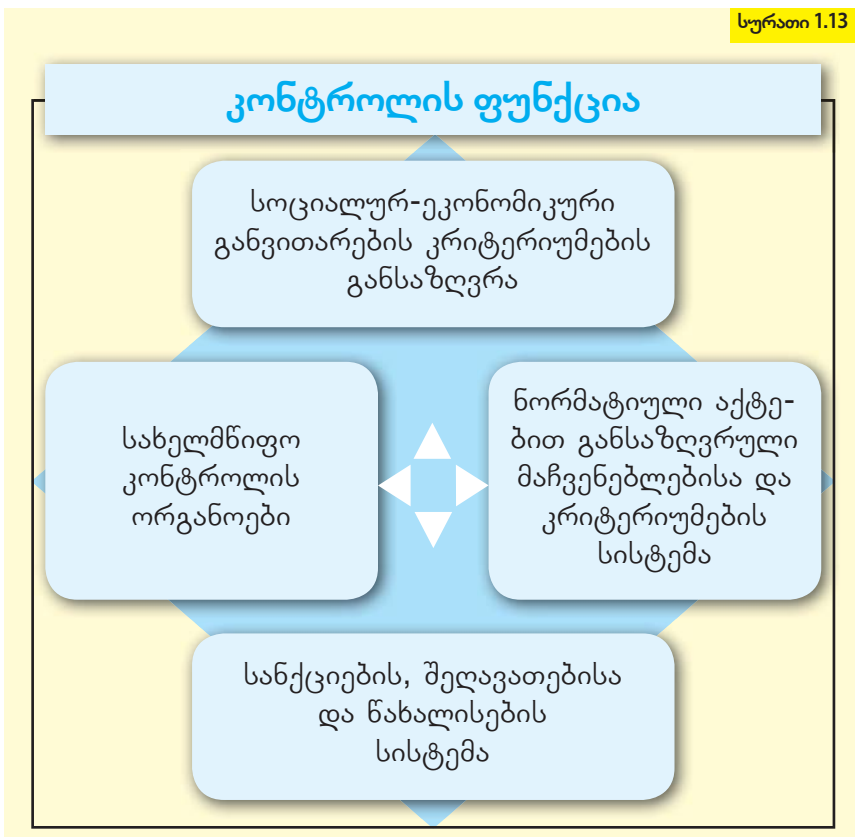 სურათი 1.13
კონტროლის ფუნქცია
სოციალურ-ეკონომიკური
განვითარების კრიტერიუმების
განსაზღვრა
სახელმწიფო
კონტროლის
ორგანოები
ნორმატიული აქტე-
ბით განსაზღვრული
მაჩვენებლებისა და
კრიტერიუმების
სისტემა
სანქციების, შეღავათებისა
და წახალისების
სისტემა